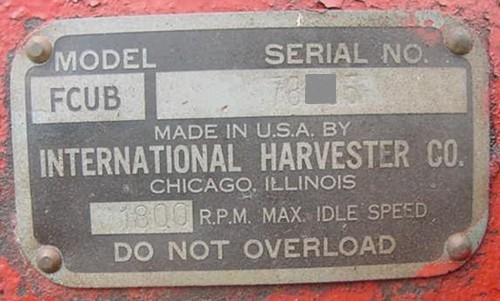 MODEL SERIAL NO.
FCUB
MADE IN U.S.A. BY
INTERNATIONAL HARVESTER CO.
CHICAGO, ILLINOIS
1800 R.P.M. MAX. IDLE SPEED
DO NOT OVERLOAD